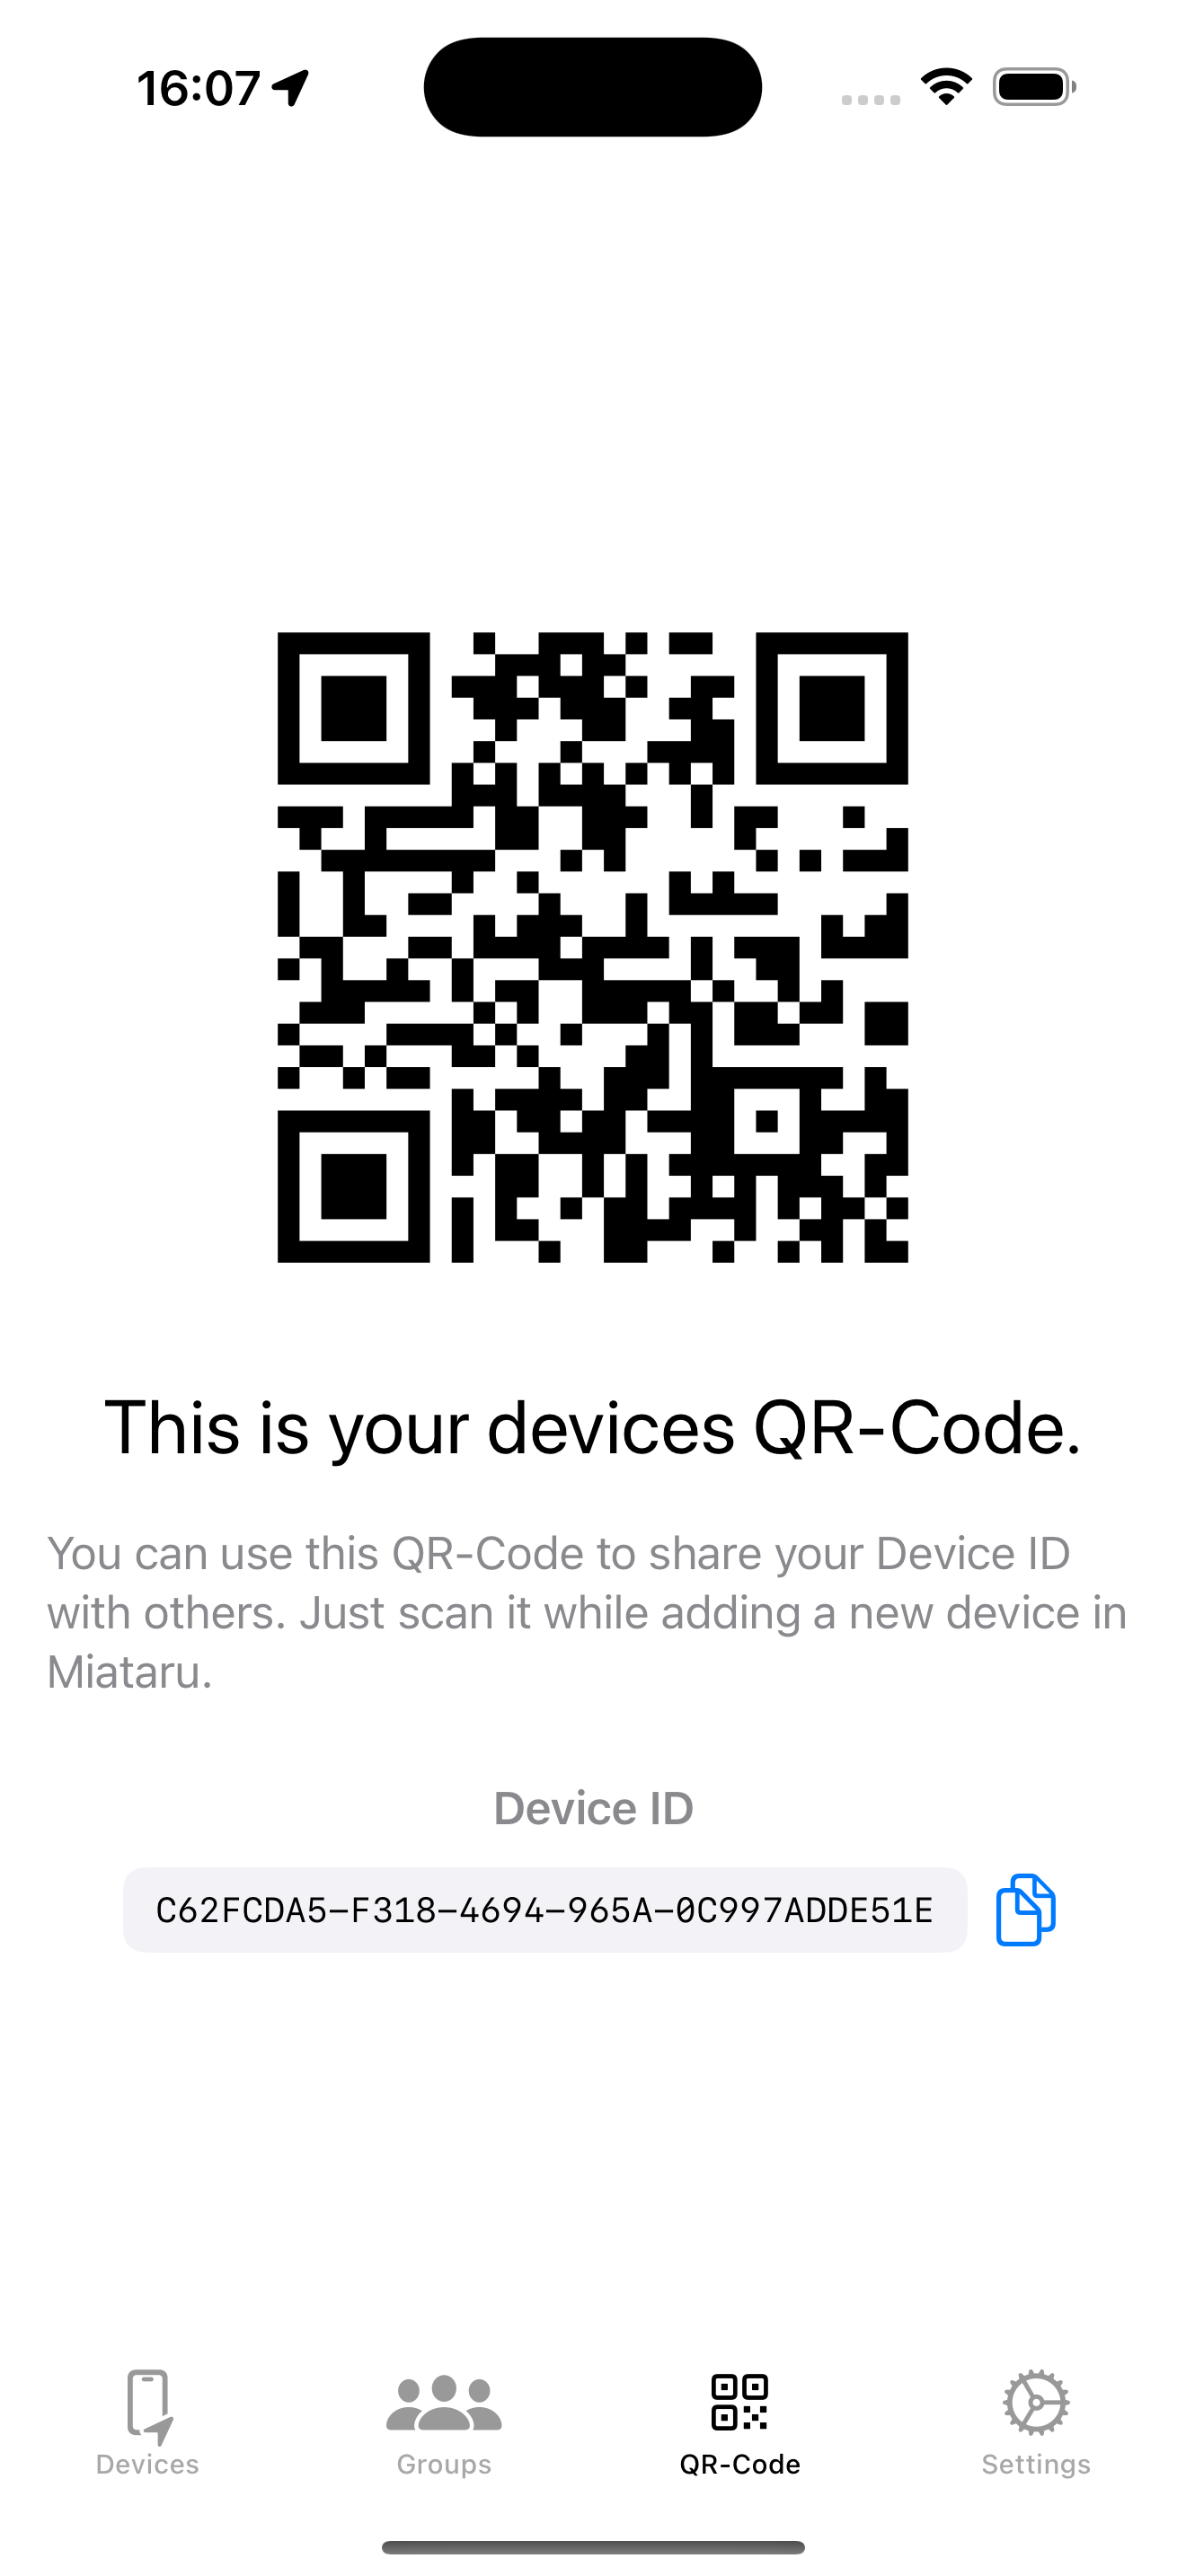 16:07
This is your devices QR-Code.
You can use this QR-Code to share your Device ID
with others. Just scan it while adding a new device in
Miataru.
Device ID
C62FCDA5-F318-4694-965A-0C997ADDE51E
Devices
Groups
QR-Code
Settings